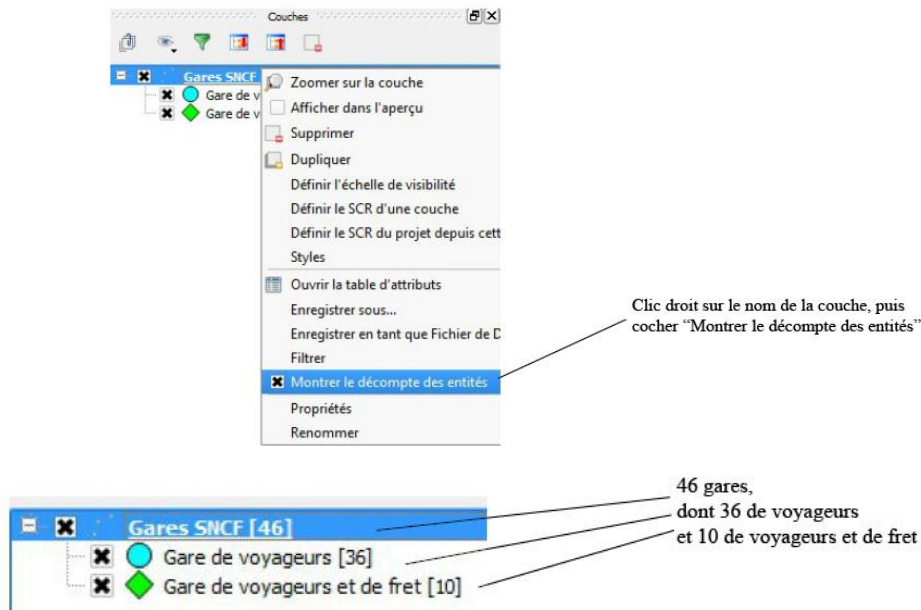 Couches
Gares SNCF
Gare de v
Gare de v
Zoomer sur la couche
Afficher dans l'aperçu
Supprimer
Dupliquer
Définir l'échelle de visibilité
Définir le SCR d'une couche
Définir le SCR du projet depuis cett
Styles
Ouvrir la table d'attributs
Enregistrer sous...
Enregistrer en tant que Fichier de D
Filtrer
Montrer le décompte des entités
Propriétés
Renommer
Clic droit sur le nom de la couche, puis
cocher “Montrer le décompte des entités”
Gares SNCF [46]
Gare de voyageurs [36]
Gare de voyageurs et de fret [10]
46 gares,
dont 36 de voyageurs
et 10 de voyageurs et de fret